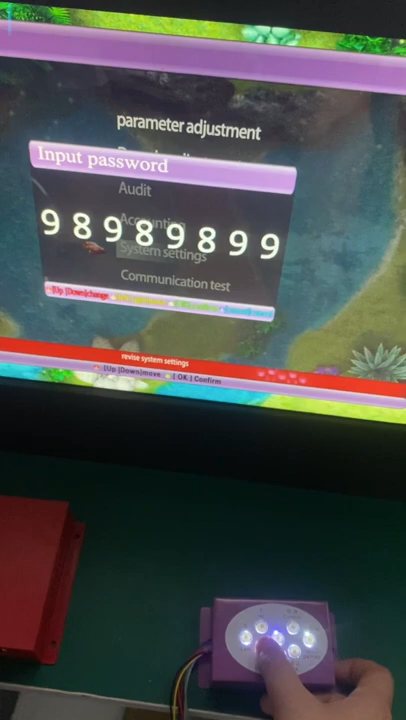 parameter adjustment
Input password
Audit
Accounting
9 8 9 8 9 8 9 9
System settings
Communication test
revise system settings
[Up |Down]move [ OK ] Confirm